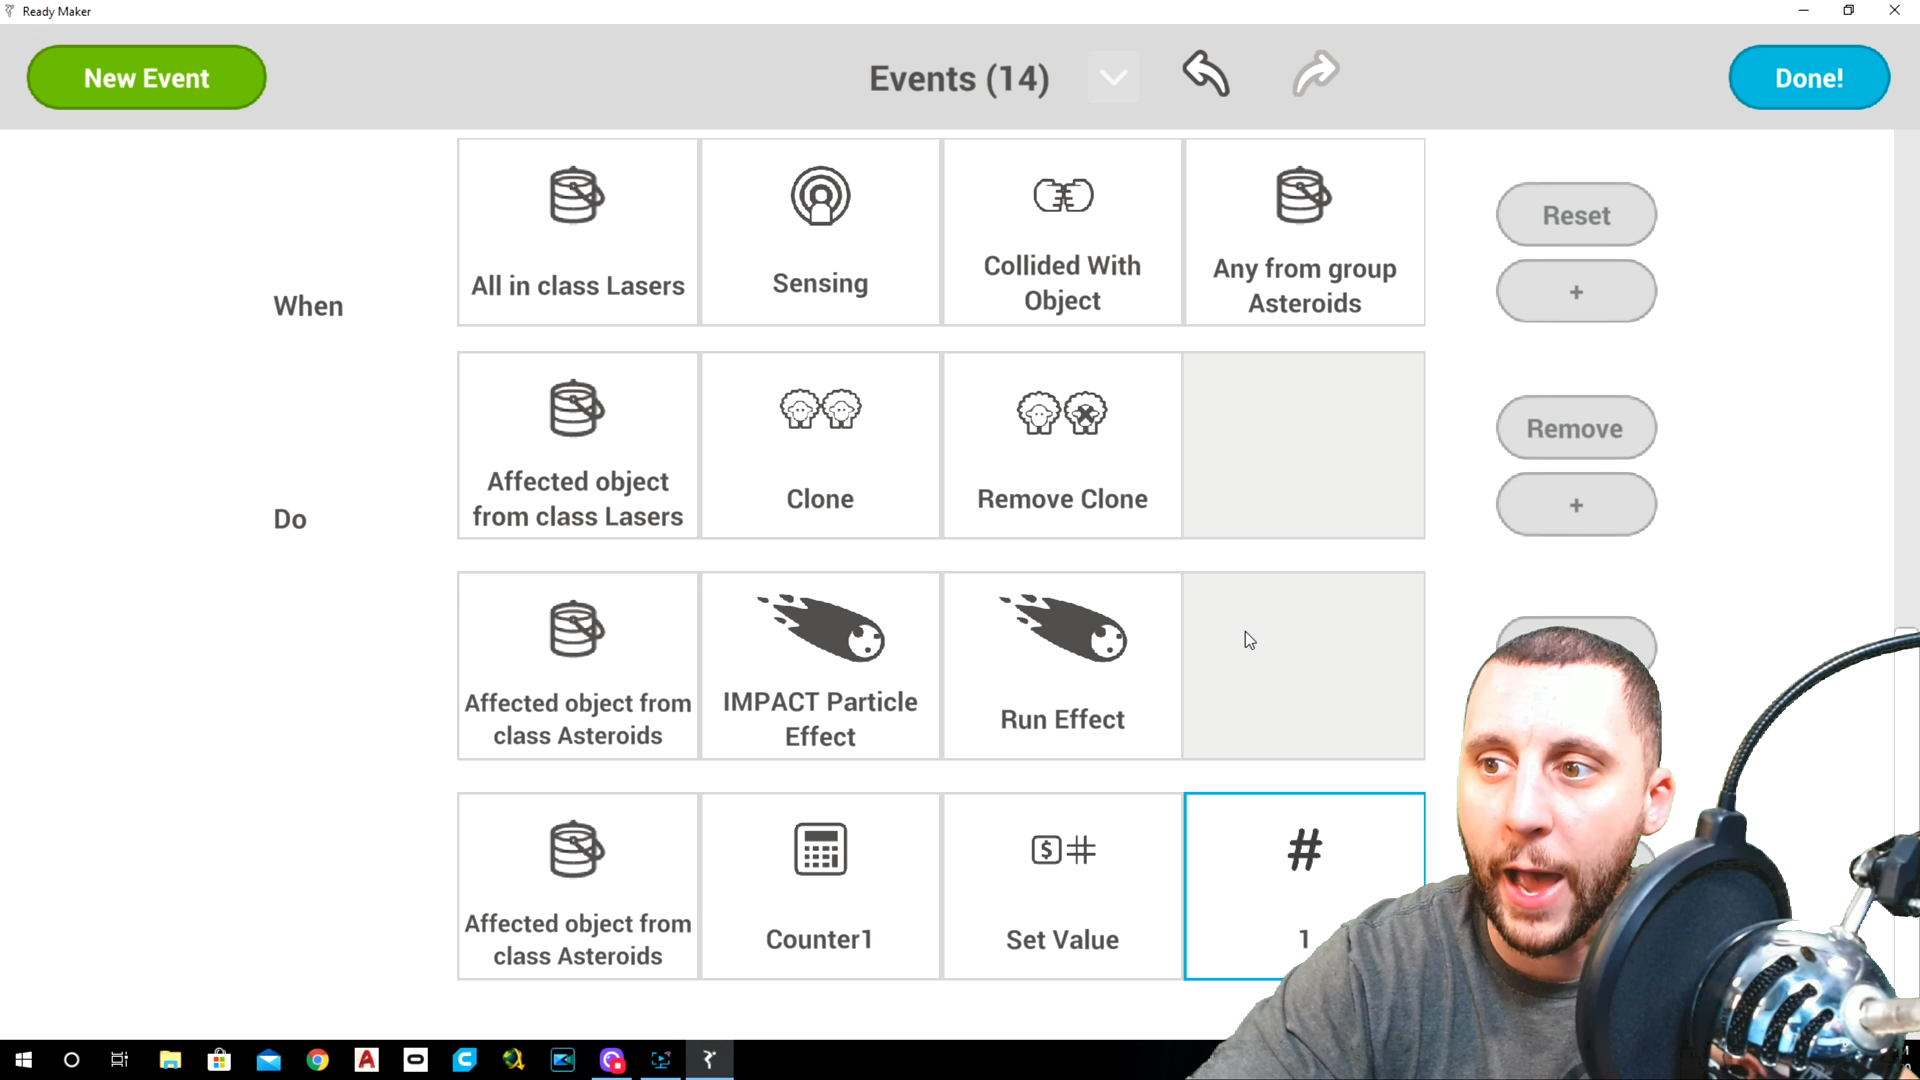 Ready Maker
New Event
Events (14)
Done!
When
All in class Lasers
Sensing
Collided With
Object
Any from group
Asteroids
Reset
+
Do
Affected object
from class Lasers
Clone
Remove Clone
Remove
+
Affected object from
class Asteroids
IMPACT Particle
Effect
Run Effect
Affected object from
class Asteroids
Counter1
$ #
Set Value
#
1